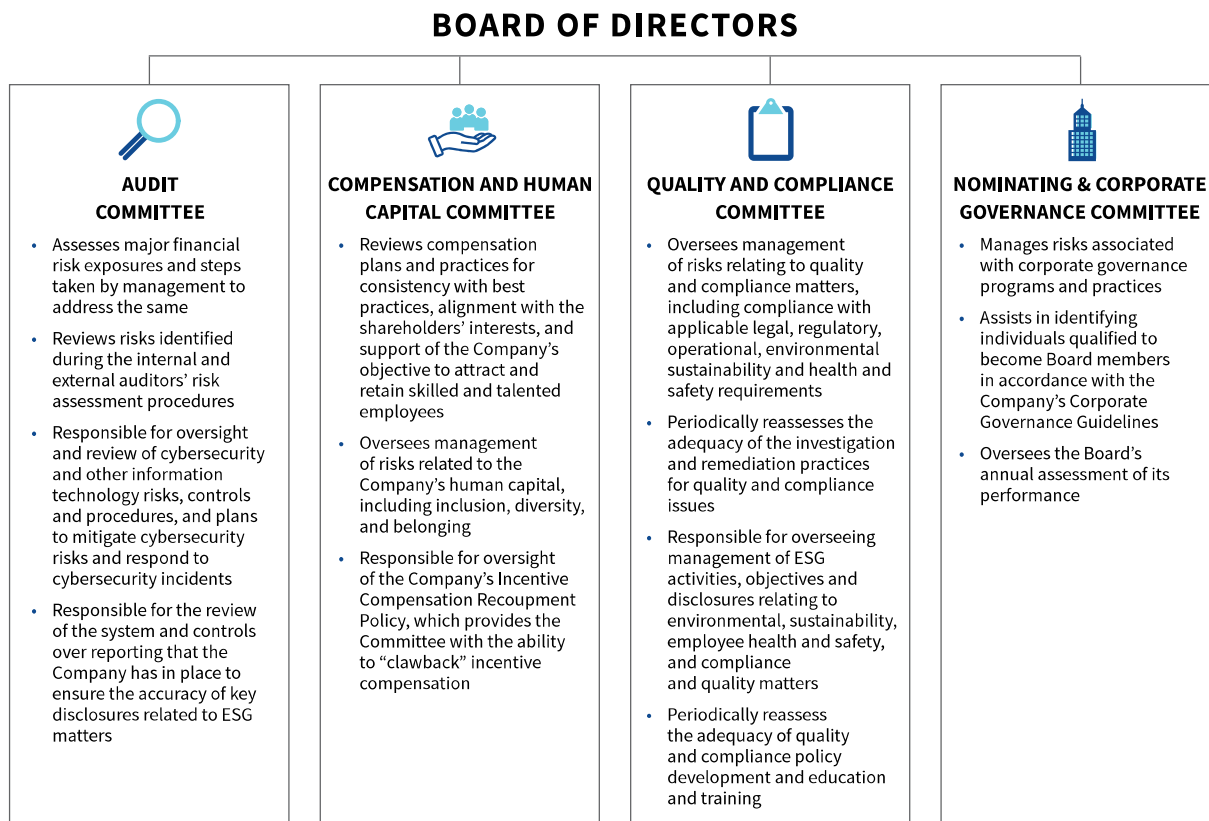 BOARD OF DIRECTORS
AUDIT
COMMITTEE
• Assesses major financial
risk exposures and steps
taken by management to
address the same
• Reviews risks identified
during the internal and
external auditors’ risk
assessment procedures
• Responsible for oversight
and review of cybersecurity
and other information
technology risks, controls
and procedures, and plans
to mitigate cybersecurity
risks and respond to
cybersecurity incidents
• Responsible for the review
of the system and controls
over reporting that the
Company has in place to
ensure the accuracy of key
disclosures related to ESG
matters
COMPENSATION AND HUMAN
CAPITAL COMMITTEE
• Reviews compensation
plans and practices for
consistency with best
practices, alignment with the
shareholders’ interests, and
support of the Company’s
objective to attract and
retain skilled and talented
employees
• Oversees management
of risks related to the
Company’s human capital,
including inclusion, diversity,
and belonging
• Responsible for oversight
of the Company’s Incentive
Compensation Recoupment
Policy, which provides the
Committee with the ability
to “clawback” incentive
compensation
QUALITY AND COMPLIANCE
COMMITTEE
• Oversees management
of risks relating to quality
and compliance matters,
including compliance with
applicable legal, regulatory,
operational, environmental
sustainability and health and
safety requirements
• Periodically reassesses the
adequacy of the investigation
and remediation practices
for quality and compliance
issues
• Responsible for overseeing
management of ESG
activities, objectives and
disclosures relating to
environmental, sustainability,
employee health and safety,
and compliance
and quality matters
• Periodically reassess
the adequacy of quality
and compliance policy
development and education
and training
NOMINATING & CORPORATE
GOVERNANCE COMMITTEE
• Manages risks associated
with corporate governance
programs and practices
• Assists in identifying
individuals qualified to
become Board members
in accordance with the
Company’s Corporate
Governance Guidelines
• Oversees the Board’s
annual assessment of its
performance